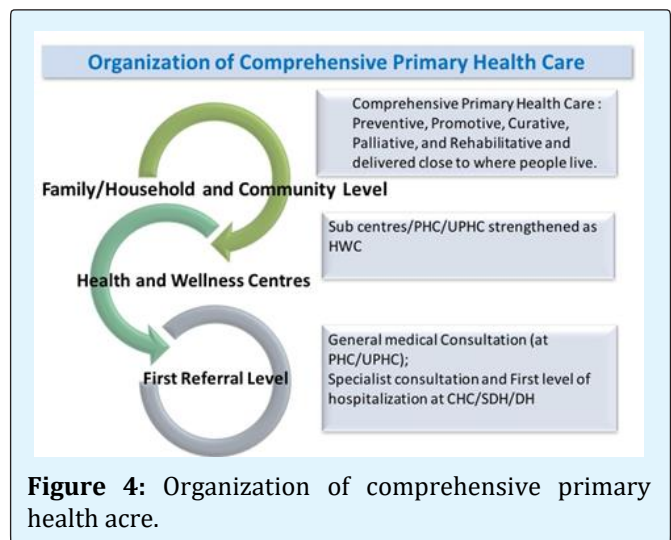 Organization of Comprehensive Primary Health Care
Comprehensive Primary Health Care :
Preventive, Promotive, Curative,
Palliative, and Rehabilitative and
delivered close to where people live.
Family/Household and Community Level
Sub centres/PHC/UPHC strengthened as
HWC
Health and Wellness Centres
General medical Consultation (at
PHC/UPHC);
Specialist consultation and First level of
hospitalization at CHC/SDH/DH
First Referral Level
Figure 4: Organization of comprehensive primary
health acre.